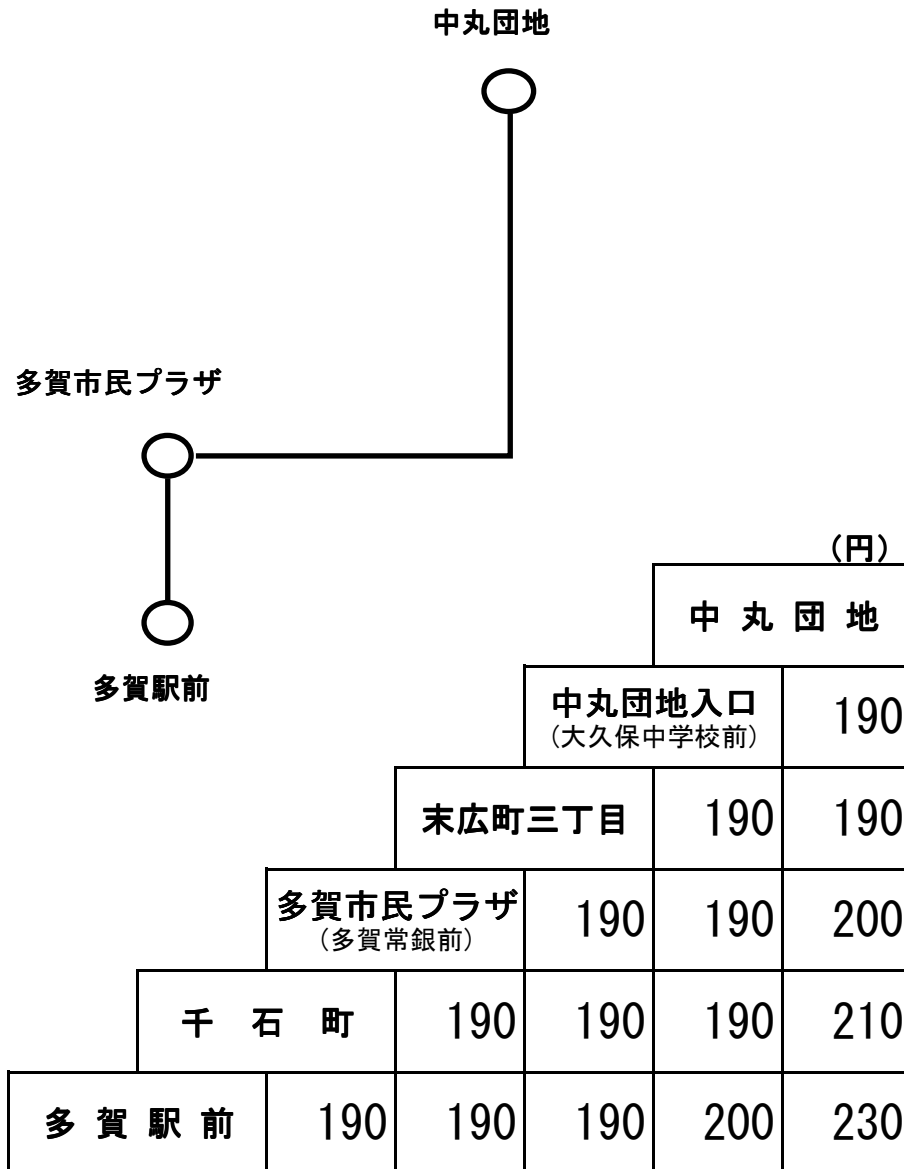 中丸団地
多賀市民プラザ
多賀駅前
（円）
中丸団地
中丸団地入口 190
（大久保中学校前）
末広町三丁目 190 190
多賀市民プラザ 190 190 200
（多賀常銀前）
千石町 190 190 190 210
多賀駅前 190 190 190 200 230